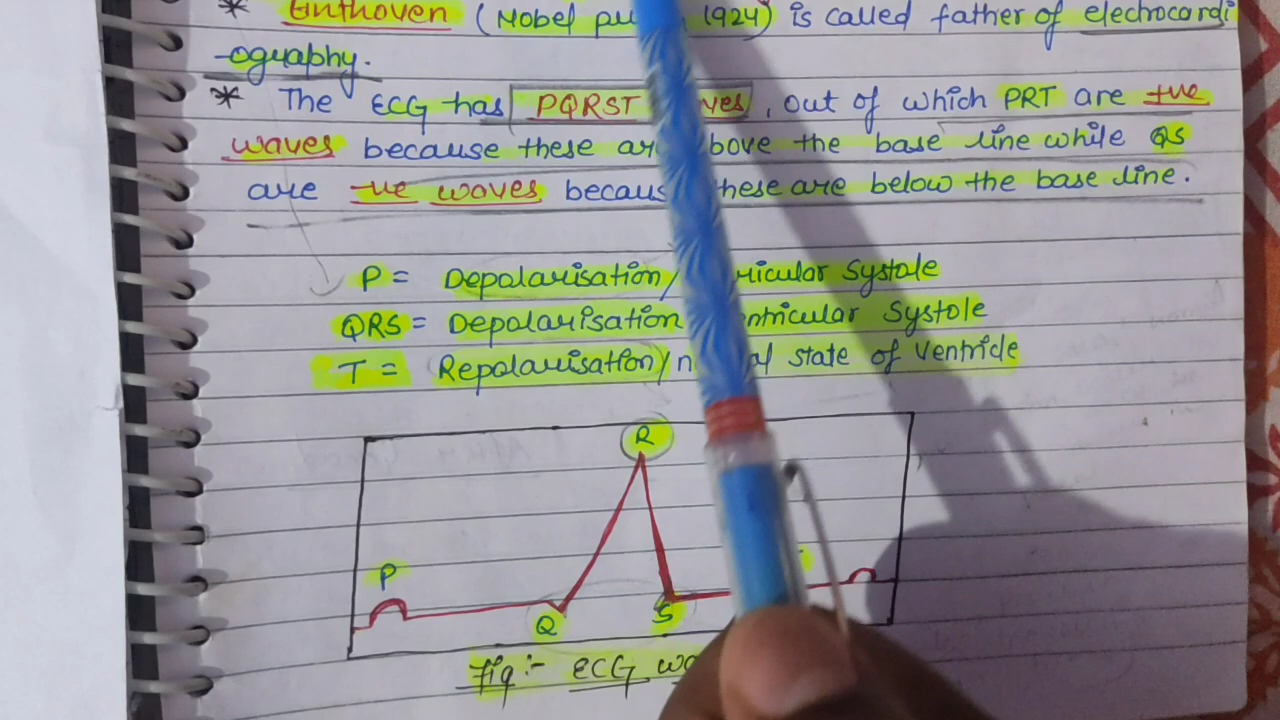 * Einthoven (Nobel 1924) is called father of electrocardi
-ography.
* The ECG has PQRST, out of which PRT are +ve
waves because these are above the base line while QS
are -ve waves because these are below the base line.
P = Depolarisation/ Systole
QRS = Depolarisation Systole
T = Repolarisation/ state of ventricle
R
P
Q
S
fig:- ECG